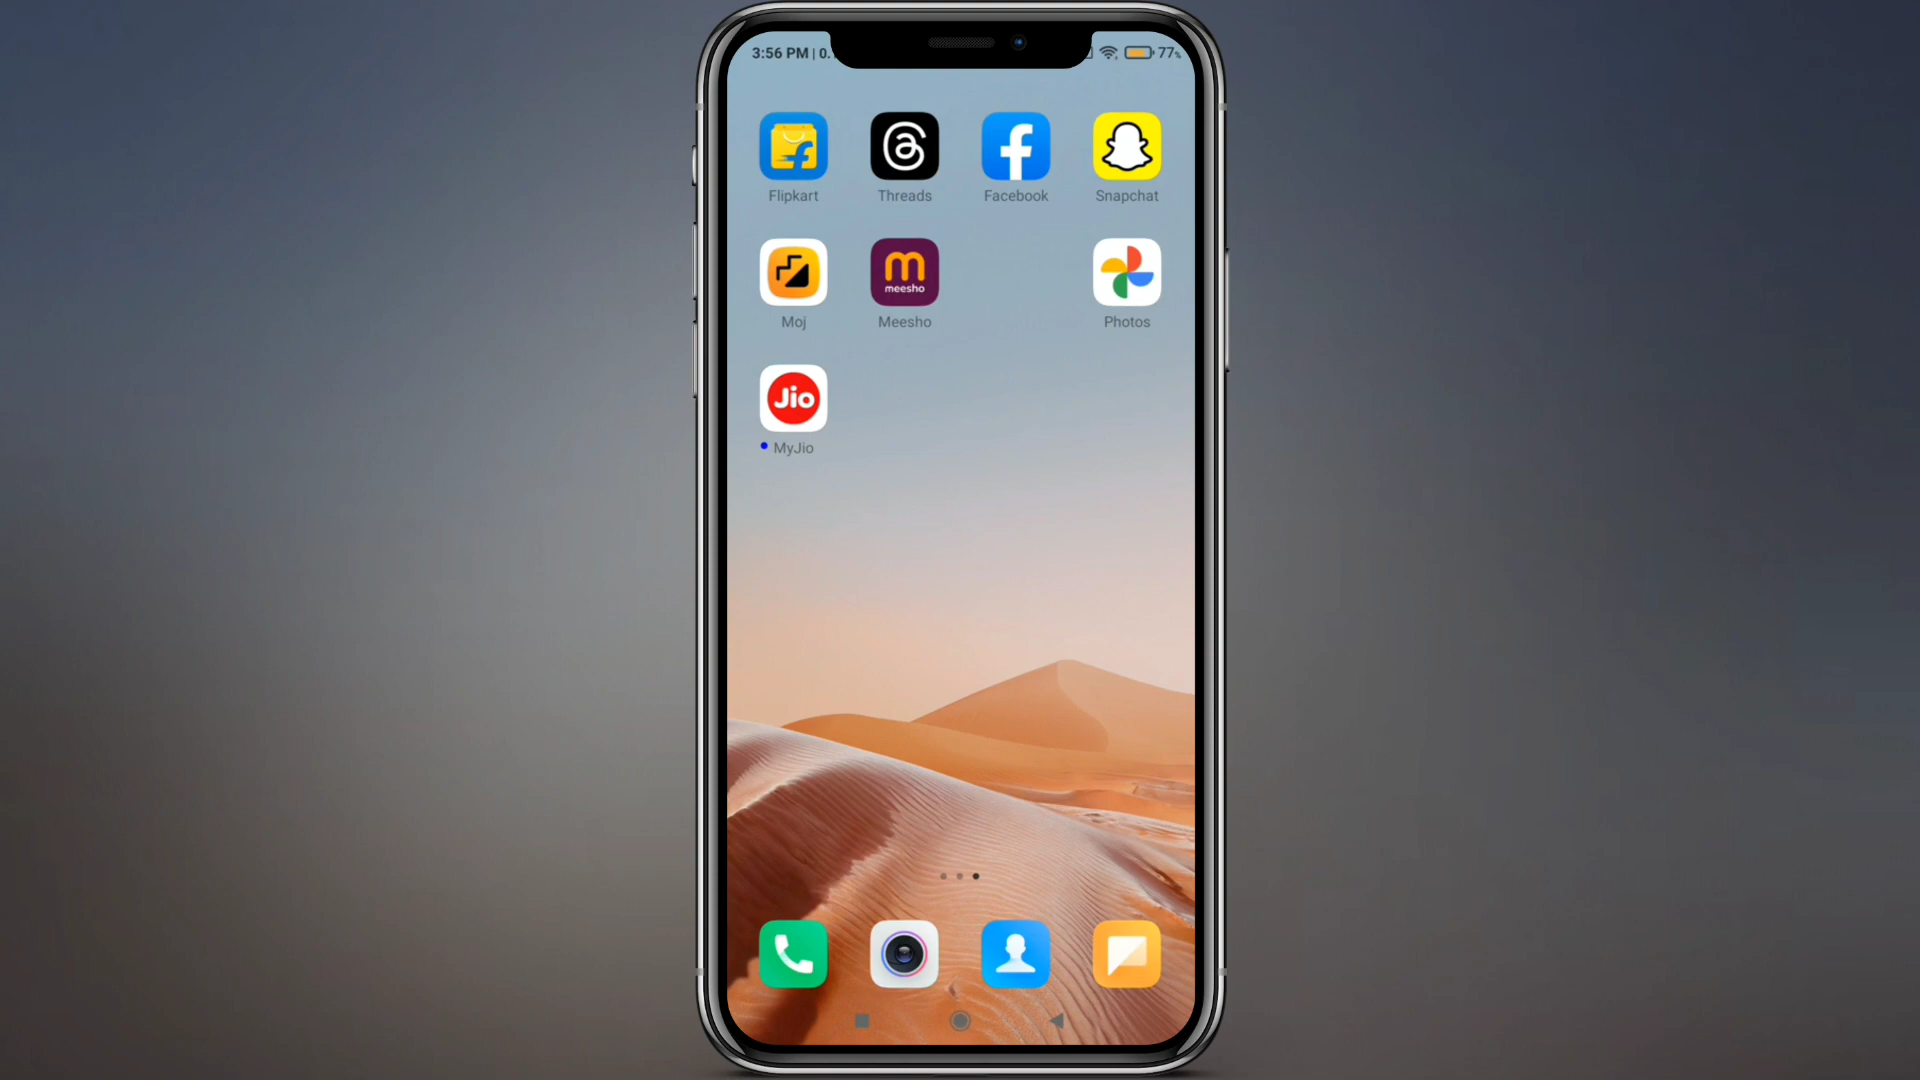 3:56 PM | 0.
77%
Flipkart
Threads
Facebook
Snapchat
meesho
Moj
Meesho
Photos
Jio
MyJio